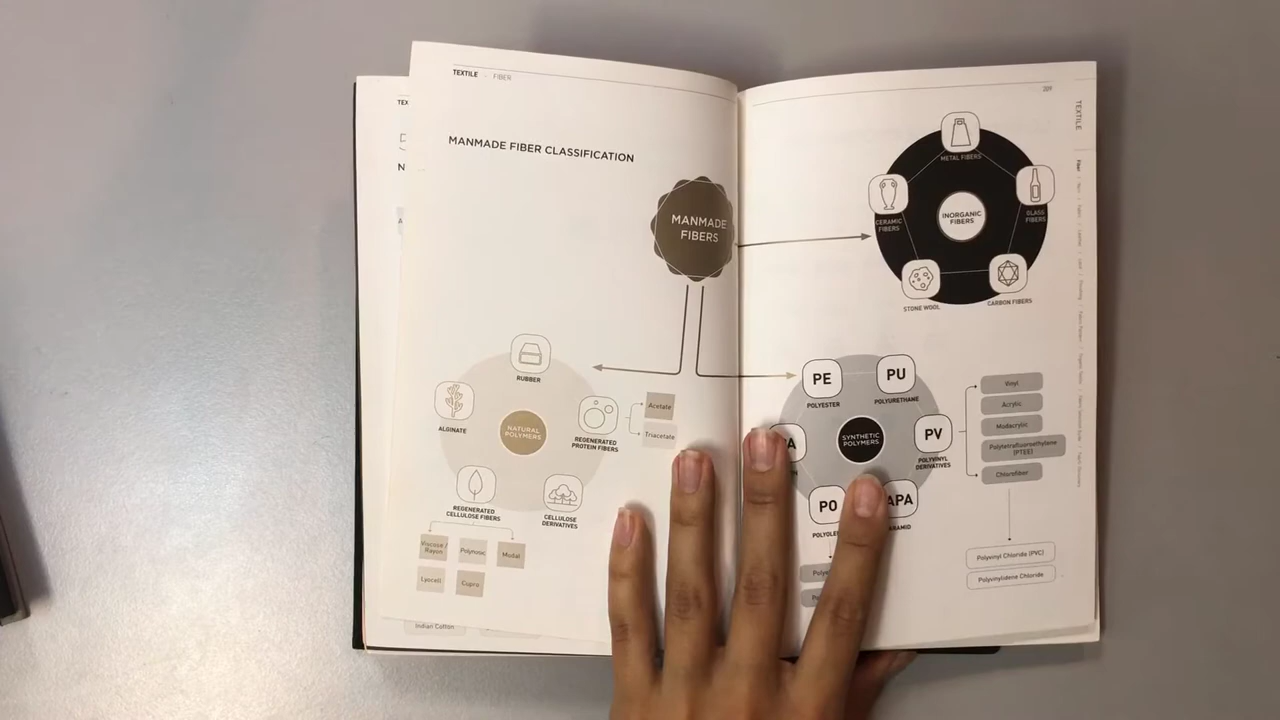 TEXTILE - FIBER
MANMADE FIBER CLASSIFICATION
MANMADE
FIBERS
RUBBER
ALGINATE
NATURAL
POLYMERS
REGENERATED
PROTEIN FIBERS
Acetate
Triacetate
REGENERATED
CELLULOSE FIBERS
CELLULOSE
DERIVATIVES
Viscose /
Rayon
Polynosic
Modal
Lyocell
Cupro
Indian Cotton
209
TEXTILE
Fiber
METAL FIBERS
CERAMIC
FIBERS
INORGANIC
FIBERS
GLASS
FIBERS
STONE WOOL
CARBON FIBERS
PE
POLYESTER
PU
POLYURETHANE
SYNTHETIC
POLYMERS
PV
POLYVINYL
DERIVATIVES
A
PO
APA
Vinyl
Acrylic
Modacrylic
Polytetrafluoroethylene
(PTEE)
Chlorofiber
Polyvinyl Chloride (PVC)
Polyvinylidene Chloride